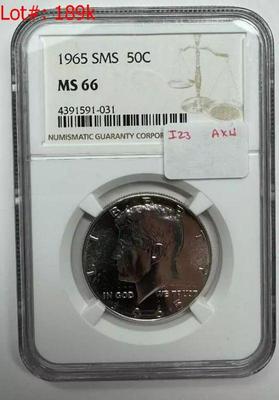 Lot#: 189k
1965 SMS 50C
MS 66
4391591-031
NUMISMATIC GUARANTY CORPOR
I23 AXW
LIBERTY
IN GOD WE TRUST
1965